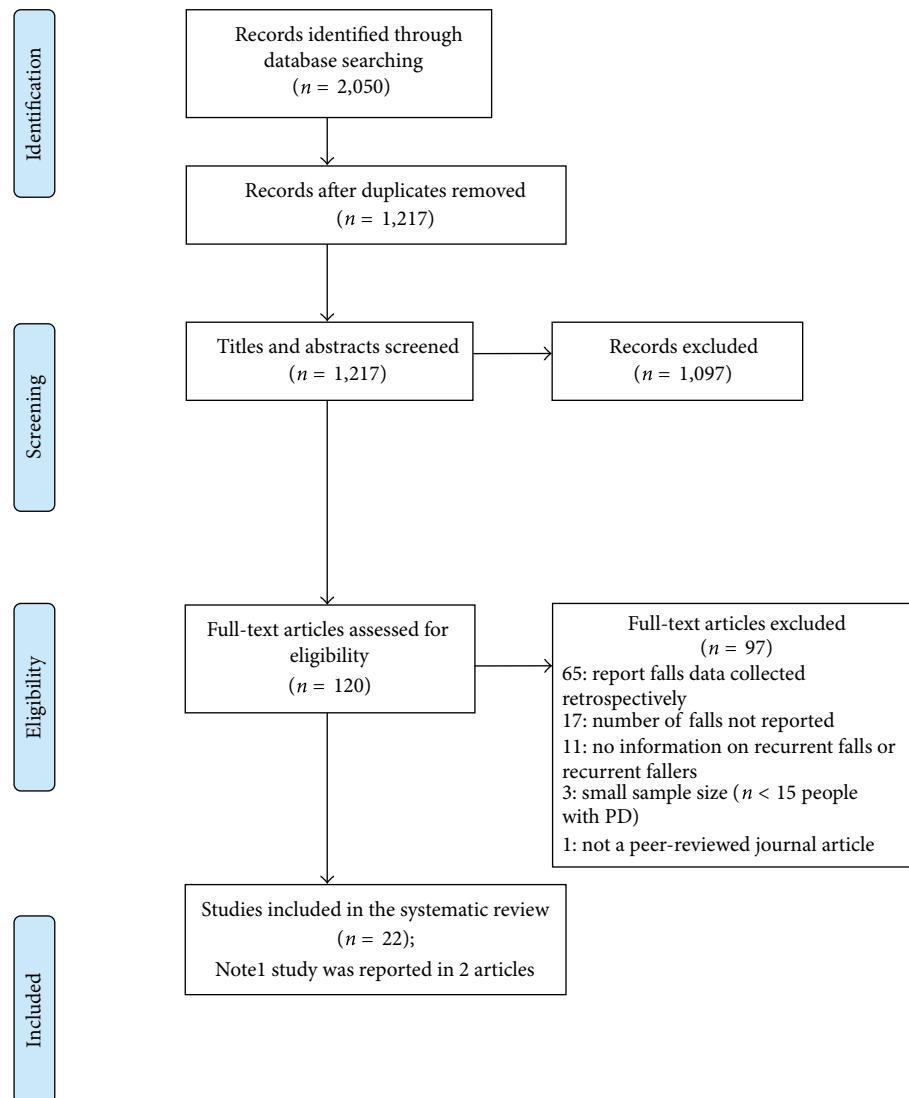 Identification
Records identified through
database searching
(n = 2,050)
Records after duplicates removed
(n = 1,217)
Screening
Titles and abstracts screened
(n = 1,217)
Records excluded
(n = 1,097)
Eligibility
Full-text articles assessed for
eligibility
(n = 120)
Full-text articles excluded
(n = 97)
65: report falls data collected
retrospectively
17: number of falls not reported
11: no information on recurrent falls or
recurrent fallers
3: small sample size (n < 15 people
with PD)
1: not a peer-reviewed journal article
Included
Studies included in the systematic review
(n = 22);
Note1 study was reported in 2 articles